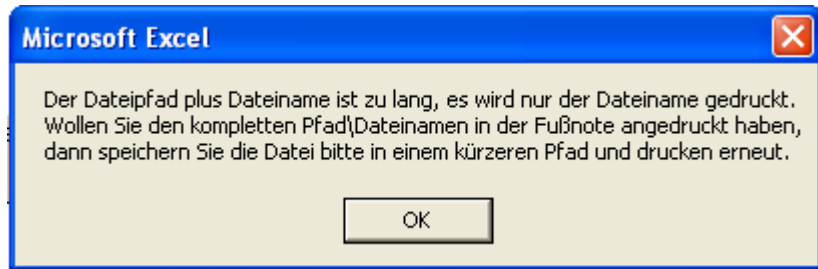 Microsoft Excel
Der Dateipfad plus Dateiname ist zu lang, es wird nur der Dateiname gedruckt.
Wollen Sie den kompletten Pfad\Dateinamen in der Fußnote angedruckt haben,
dann speichern Sie die Datei bitte in einem kürzeren Pfad und drucken erneut.
OK